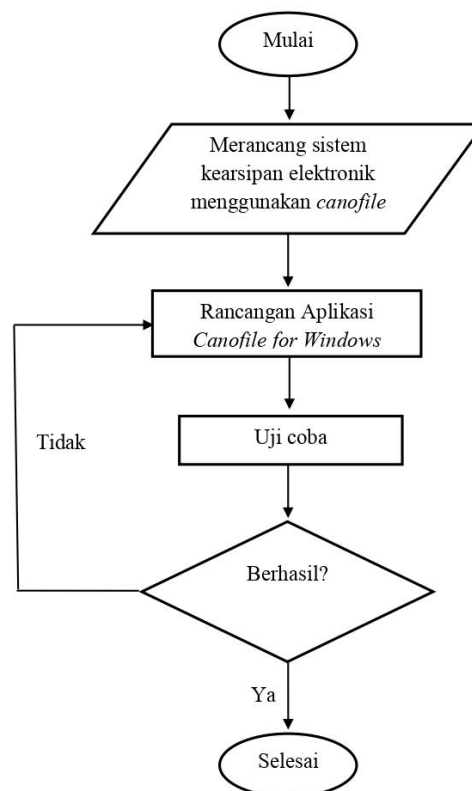 Mulai
Merancang sistem
kearsipan elektronik
menggunakan canofile
Rancangan Aplikasi
Canofile for Windows
Uji coba
Tidak
Berhasil?
Ya
Selesai